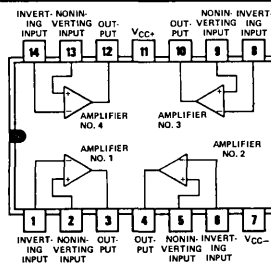 INVERT- NONIN- NONIN- INVERT-
ING VERTING OUT- OUT- VERTING ING
INPUT INPUT PUT VCC+ PUT INPUT INPUT
14 13 12 11 10 9 8
AMPLIFIER AMPLIFIER
NO. 4 NO. 3
AMPLIFIER AMPLIFIER
NO. 1 NO. 2
1 2 3 4 5 6 7
INVERT- NONIN- OUT- OUT- NONIN- INVERT- VCC–
ING VERTING PUT PUT VERTING ING
INPUT INPUT INPUT INPUT